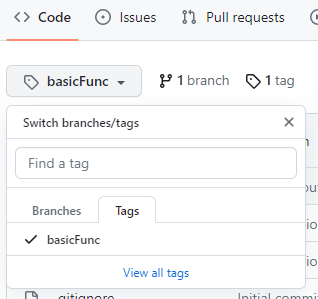 Code Issues Pull requests
basicFunc 1 branch 1 tag
Switch branches/tags
Find a tag
Branches Tags
basicFunc
View all tags
.gitignore Initial commi